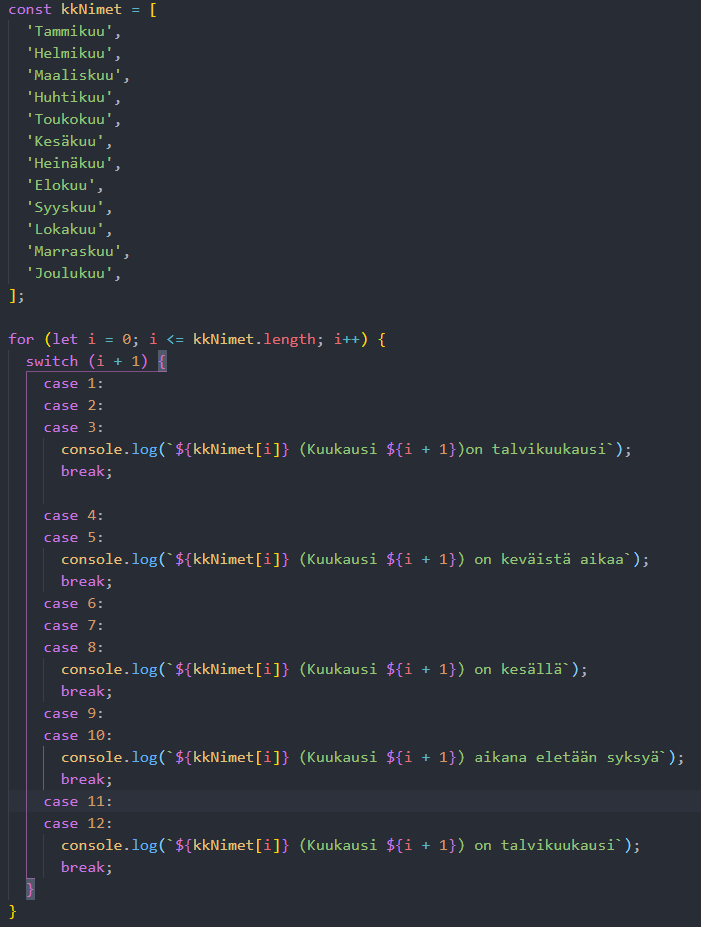 const kkNimet = [
  'Tammikuu',
  'Helmikuu',
  'Maaliskuu',
  'Huhtikuu',
  'Toukokuu',
  'Kesäkuu',
  'Heinäkuu',
  'Elokuu',
  'Syyskuu',
  'Lokakuu',
  'Marraskuu',
  'Joulukuu',
];

for (let i = 0; i <= kkNimet.length; i++) {
  switch (i + 1) {
    case 1:
    case 2:
    case 3:
      console.log(`${kkNimet[i]} (Kuukausi ${i + 1})on talvikuukausi`);
      break;

    case 4:
    case 5:
      console.log(`${kkNimet[i]} (Kuukausi ${i + 1}) on keväistä aikaa`);
      break;
    case 6:
    case 7:
    case 8:
      console.log(`${kkNimet[i]} (Kuukausi ${i + 1}) on kesällä`);
      break;
    case 9:
    case 10:
      console.log(`${kkNimet[i]} (Kuukausi ${i + 1}) aikana eletään syksyä`);
      break;
    case 11:
    case 12:
      console.log(`${kkNimet[i]} (Kuukausi ${i + 1}) on talvikuukausi`);
      break;
  }
}